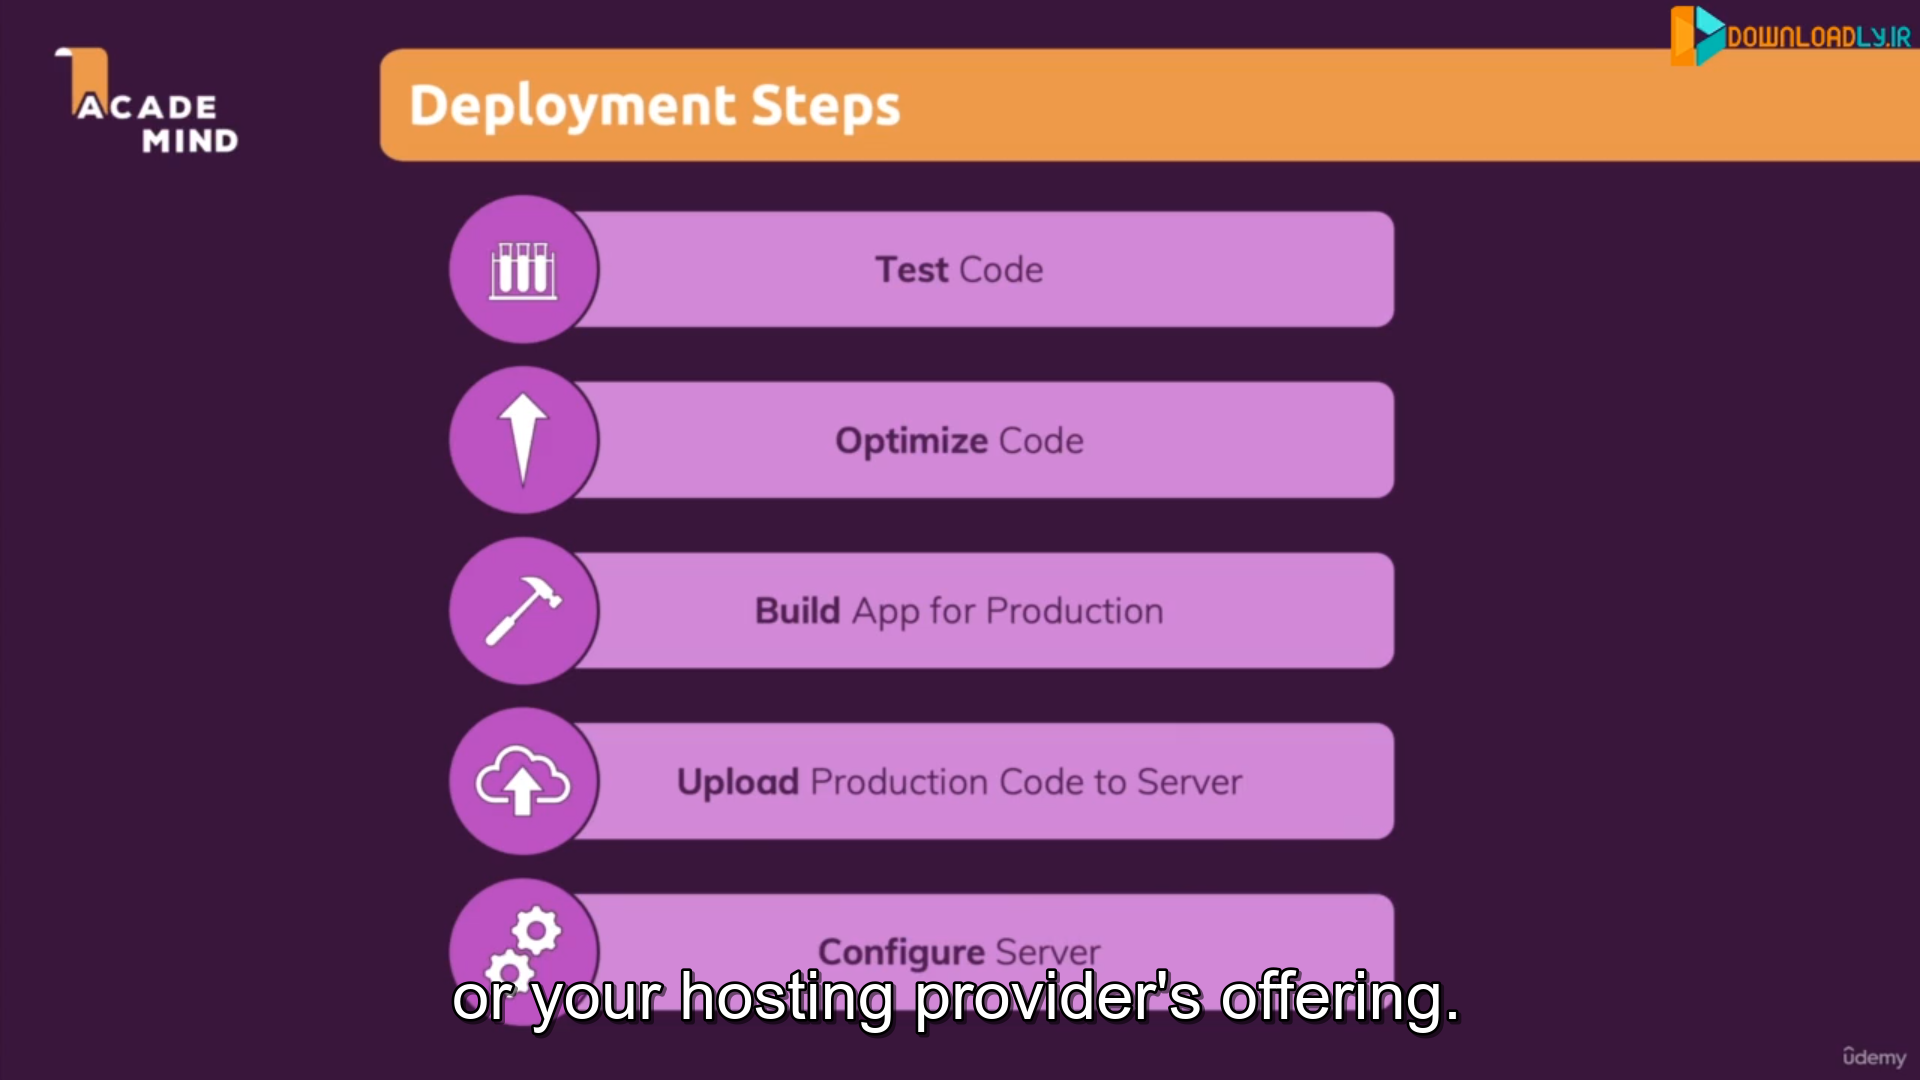 DOWNLOADLY.IR
ACADE
MIND
Deployment Steps
Test Code
Optimize Code
Build App for Production
Upload Production Code to Server
Configure Server
or your hosting provider's offering.
ûdemy